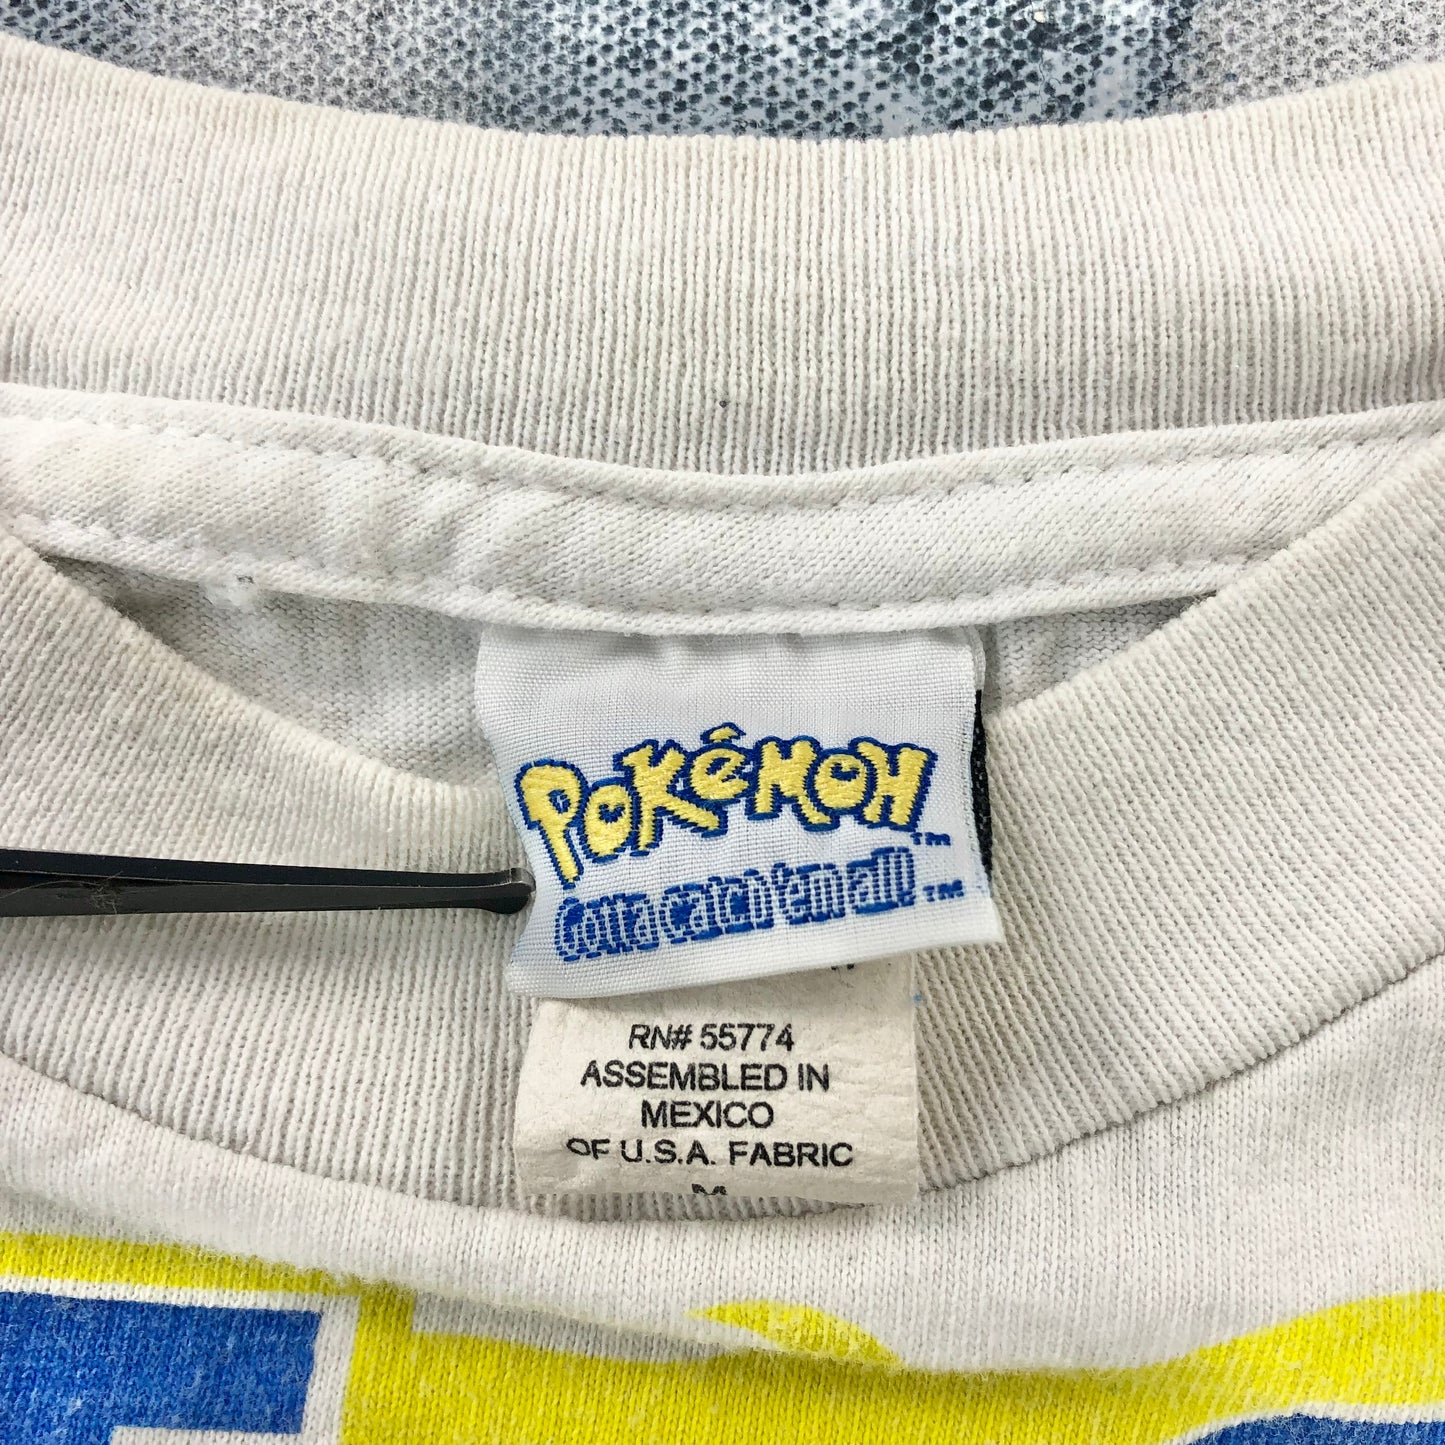 POKéMON™
Gotta catch 'em all!™
RN# 55774
ASSEMBLED IN
MEXICO
OF U.S.A. FABRIC
M